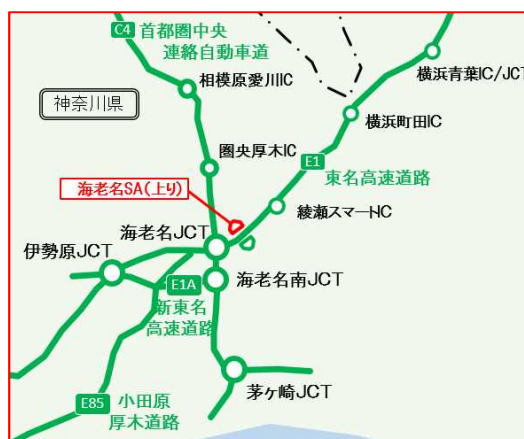 C4 首都圏中央
連絡自動車道
横浜青葉IC/JCT
相模原愛川IC
神奈川県
横浜町田IC
圏央厚木IC
E1
東名高速道路
海老名SA(上り)
綾瀬スマートIC
海老名JCT
伊勢原JCT
海老名南JCT
E1A
新東名
高速道路
茅ヶ崎JCT
E85 小田原
厚木道路